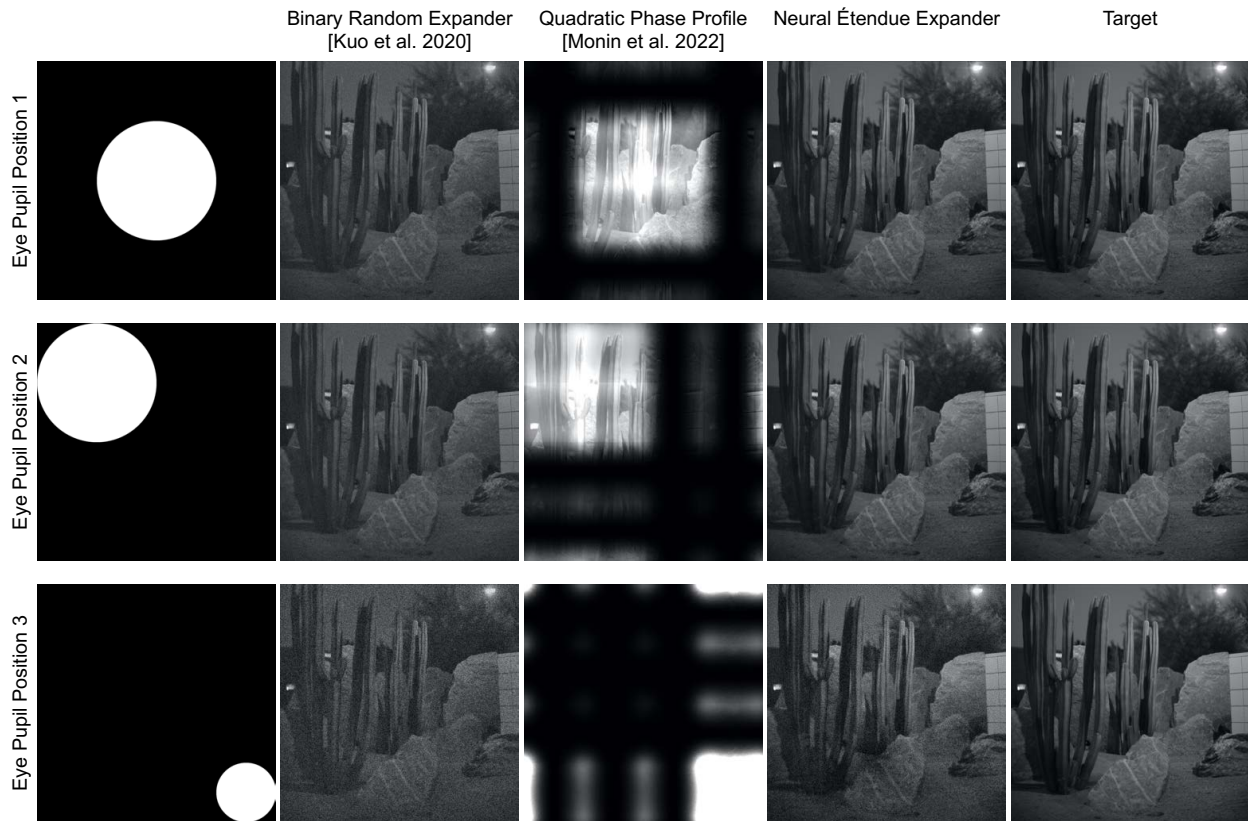 Binary Random Expander
[Kuo et al. 2020]
Quadratic Phase Profile
[Monin et al. 2022]
Neural Étendue Expander
Target
Eye Pupil Position 1
Eye Pupil Position 2
Eye Pupil Position 3